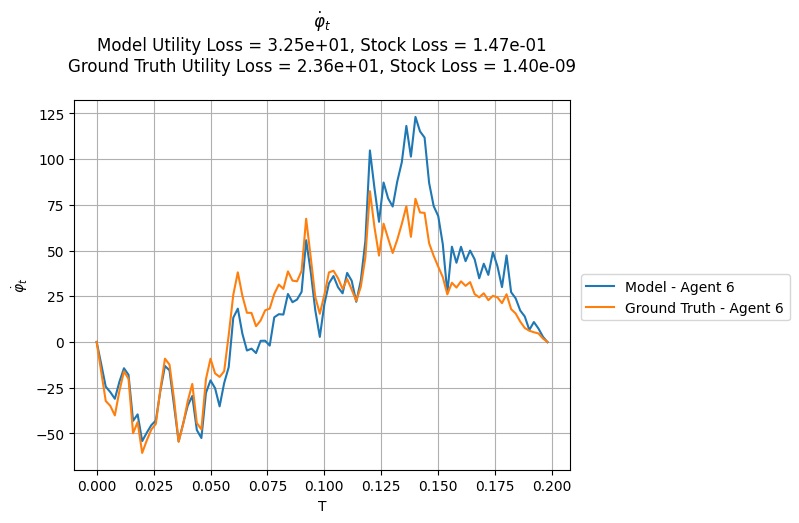 φ̇ₜ
Model Utility Loss = 3.25e+01, Stock Loss = 1.47e-01
Ground Truth Utility Loss = 2.36e+01, Stock Loss = 1.40e-09
125
100
75
50
25
0
−25
−50
φ̇ₜ
0.000
0.025
0.050
0.075
0.100
0.125
0.150
0.175
0.200
T
Model - Agent 6
Ground Truth - Agent 6